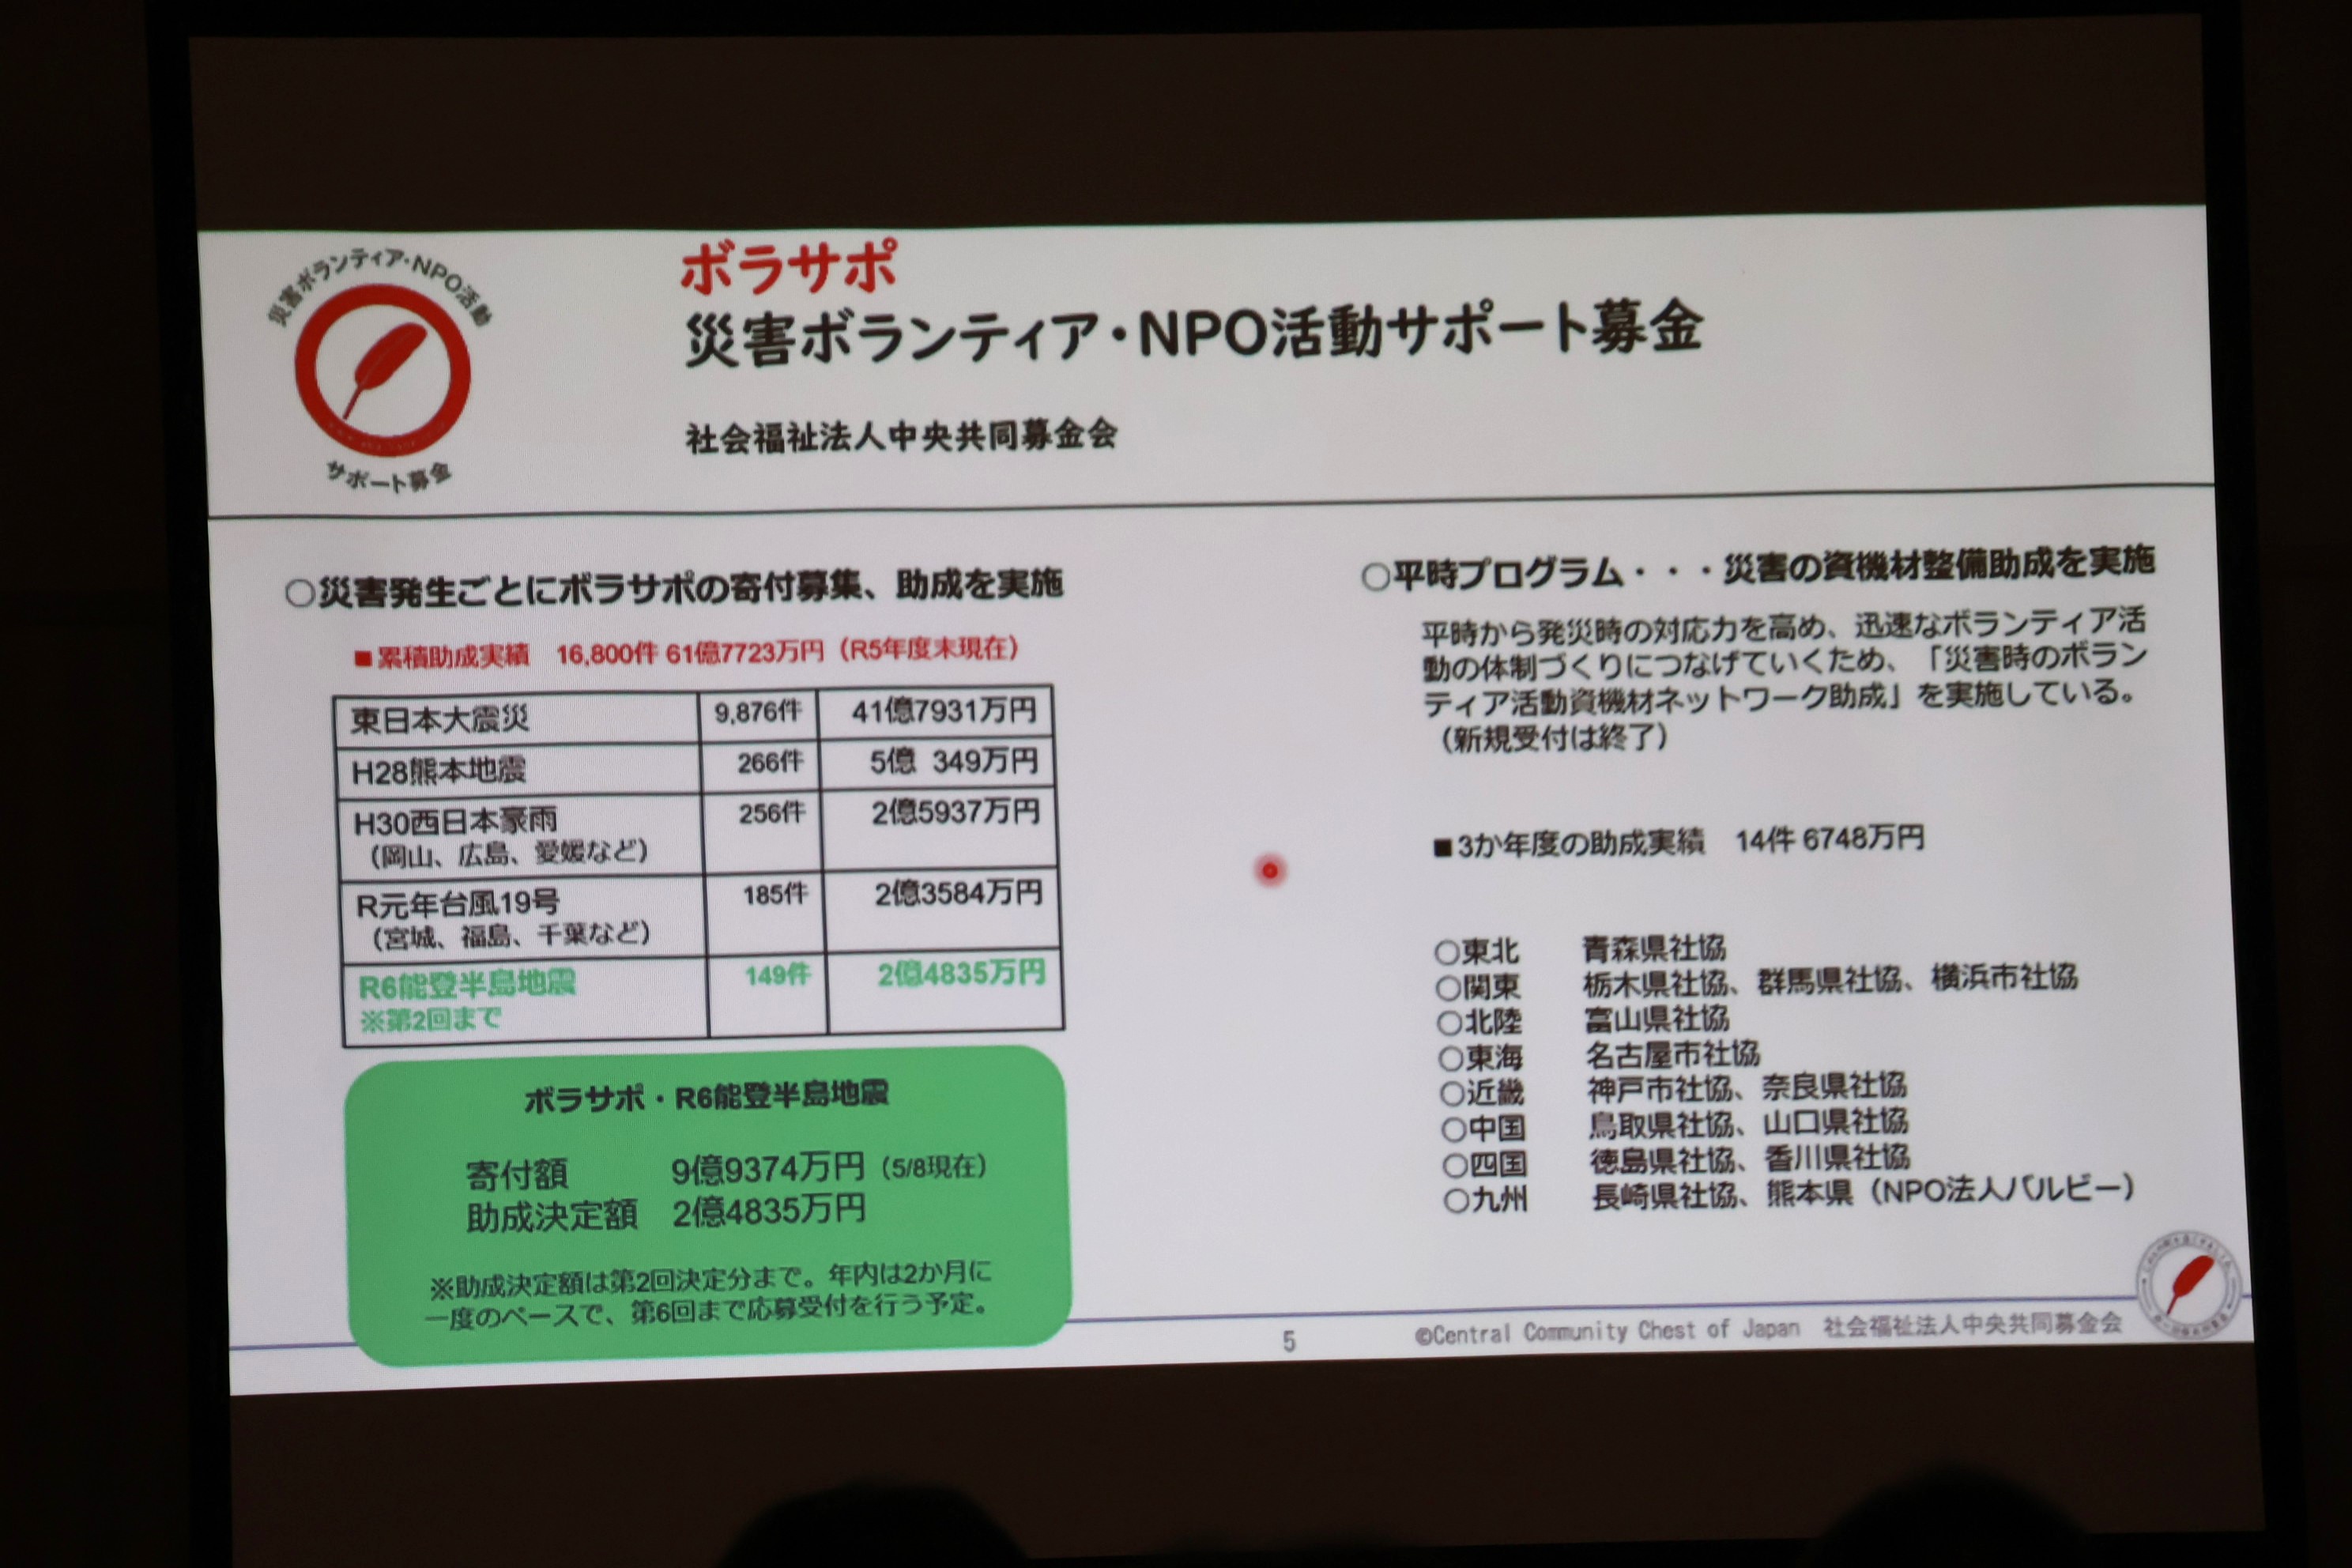 災害ボランティア・NPO活動
サポート募金
ボラサポ
災害ボランティア・NPO活動サポート募金
社会福祉法人中央共同募金会
○災害発生ごとにボラサポの寄付募集、助成を実施
■累積助成実績 16,800件 61億7723万円（R5年度末現在）
東日本大震災 9,876件 41億7931万円
H28熊本地震 266件 5億 349万円
H30西日本豪雨 256件 2億5937万円
（岡山、広島、愛媛など）
R元年台風19号 185件 2億3584万円
（宮城、福島、千葉など）
R6能登半島地震 149件 2億4835万円
※第2回まで
ボラサポ・R6能登半島地震
寄付額 9億9374万円（5/8現在）
助成決定額 2億4835万円
※助成決定額は第2回決定分まで。年内は2か月に
一度のペースで、第6回まで応募受付を行う予定。
○平時プログラム・・・災害の資機材整備助成を実施
平時から発災時の対応力を高め、迅速なボランティア活
動の体制づくりにつなげていくため、「災害時のボラン
ティア活動資機材ネットワーク助成」を実施している。
（新規受付は終了）
■3か年度の助成実績 14件 6748万円
○東北 青森県社協
○関東 栃木県社協、群馬県社協、横浜市社協
○北陸 富山県社協
○東海 名古屋市社協
○近畿 神戸市社協、奈良県社協
○中国 鳥取県社協、山口県社協
○四国 徳島県社協、香川県社協
○九州 長崎県社協、熊本県（NPO法人バルビー）
5
©Central Community Chest of Japan 社会福祉法人中央共同募金会